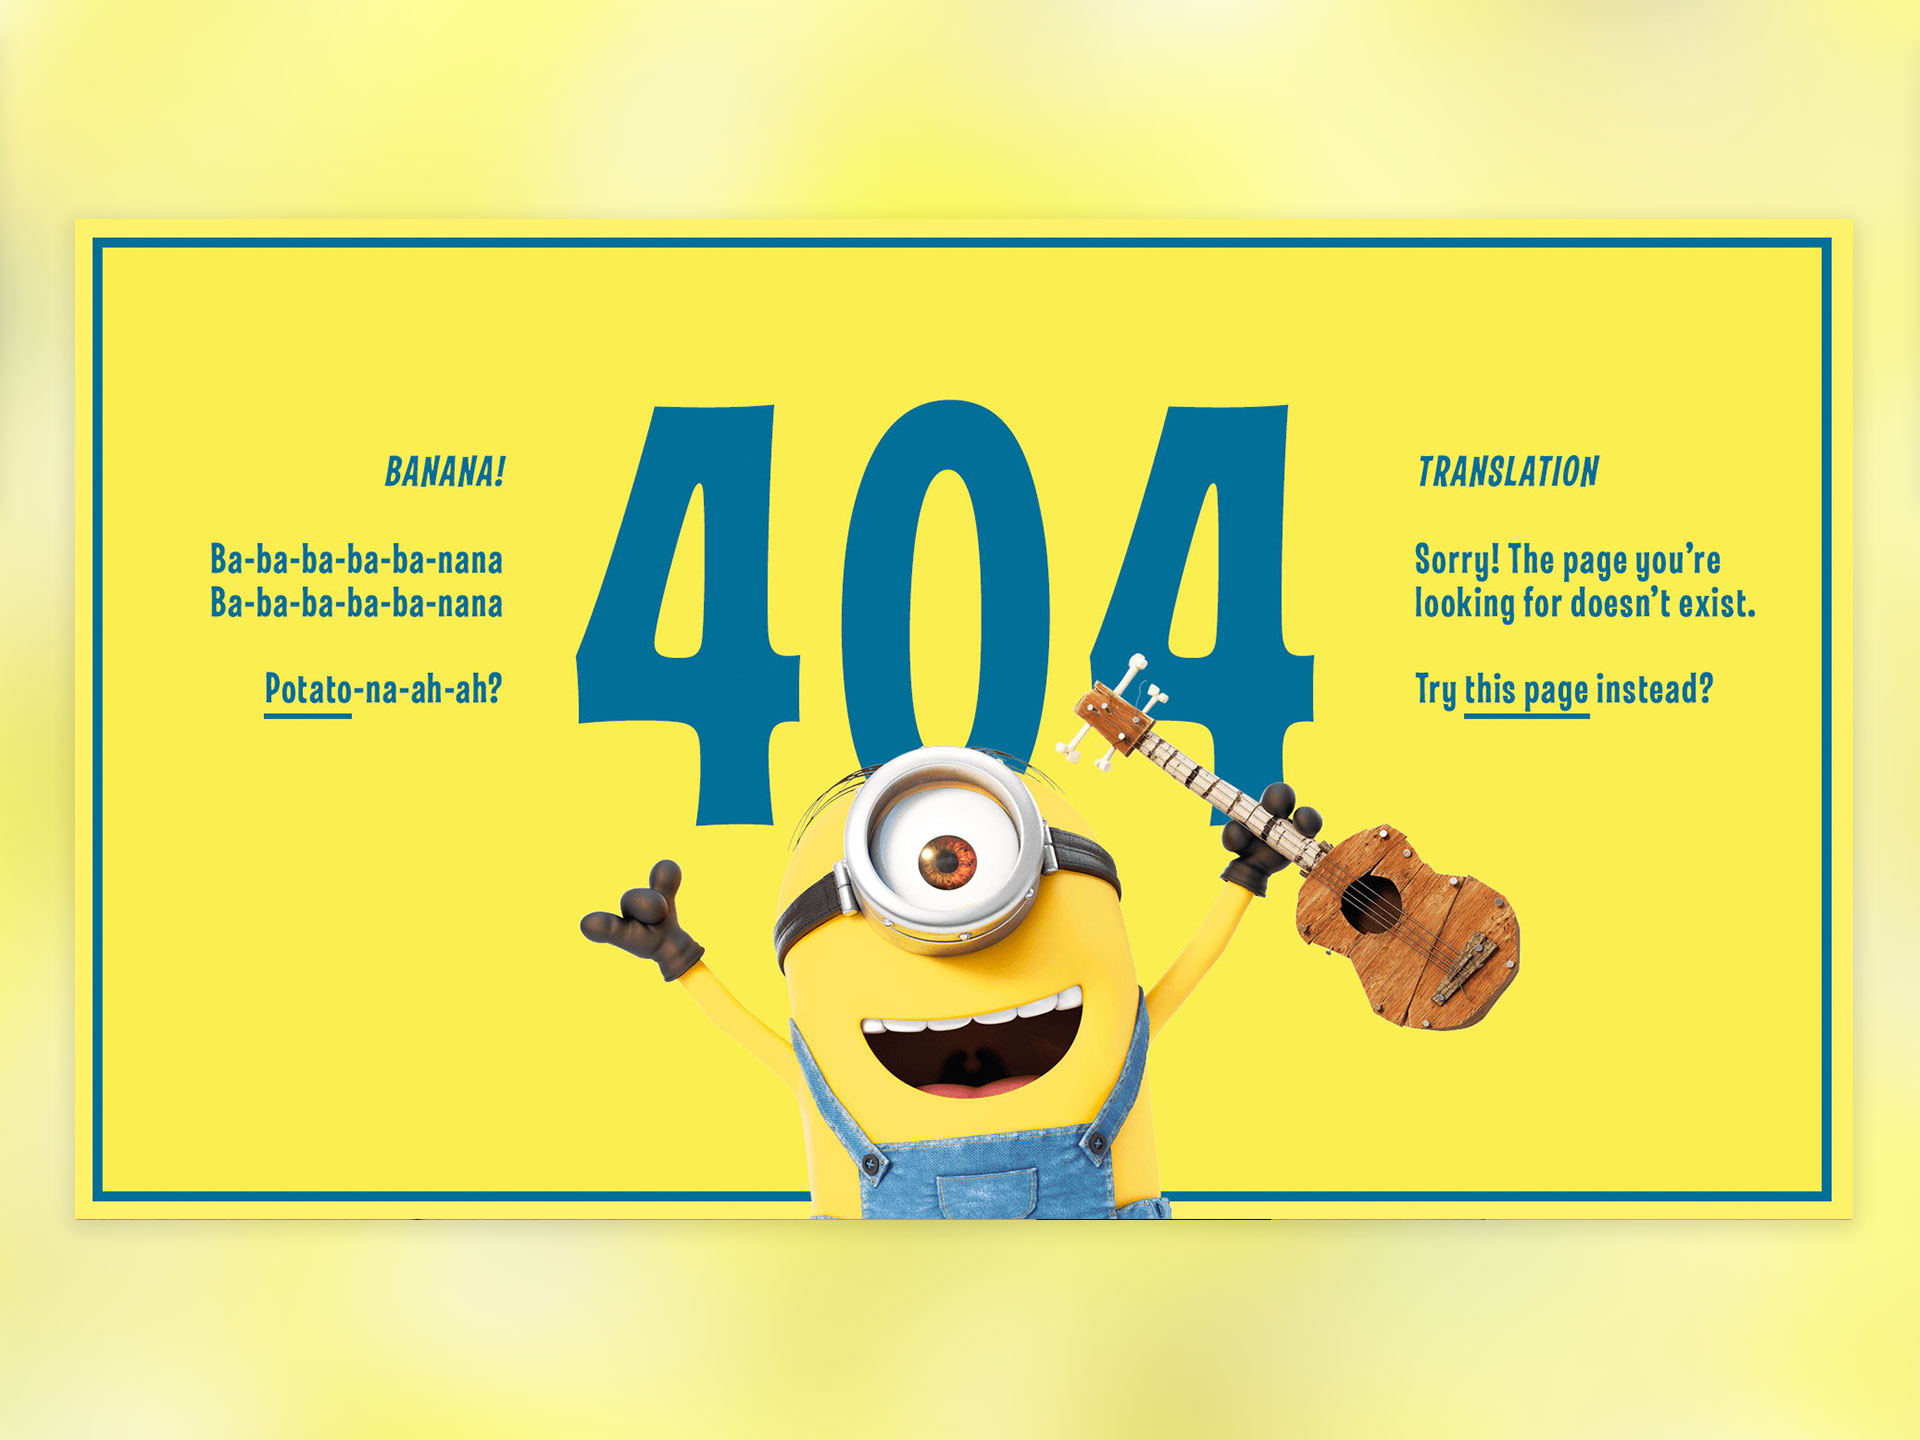 404
BANANA!
Ba-ba-ba-ba-ba-nana
Ba-ba-ba-ba-ba-nana
Potato-na-ah-ah?
TRANSLATION
Sorry! The page you’re
looking for doesn’t exist.
Try this page instead?